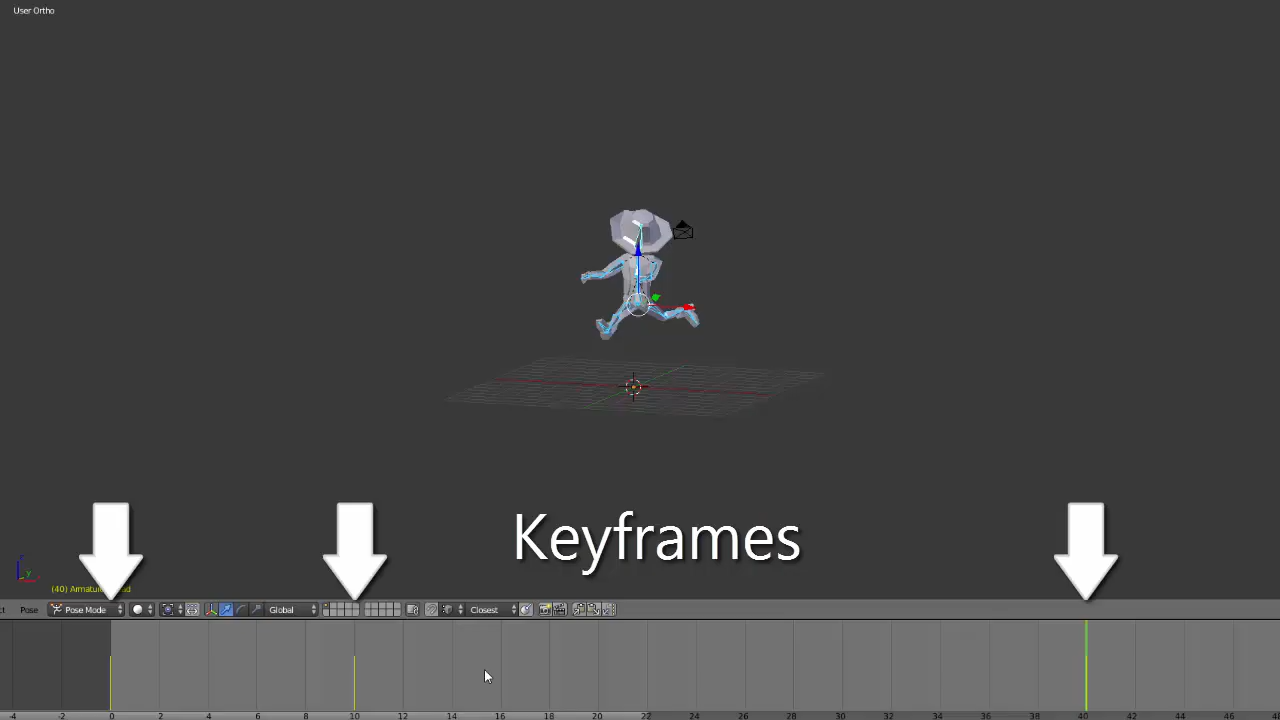 User Ortho
Keyframes
(40) Armatu
Pose Pose Mode Global Closest
-4 -2 0 2 4 6 8 10 12 14 16 18 20 22 24 26 28 30 32 34 36 38 40 42 44 46